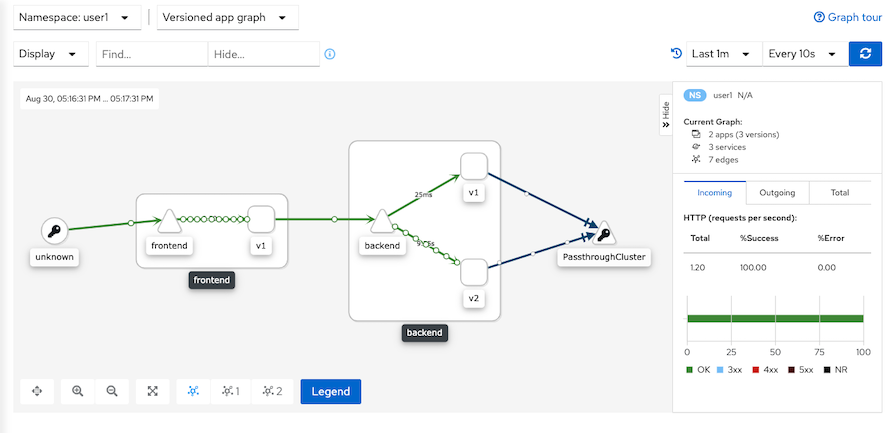 Namespace: user1
Versioned app graph
Graph tour
Display
Find...
Hide...
Last 1m
Every 10s
Aug 30, 05:16:31 PM ... 05:17:31 PM
Hide
NS user1 N/A
Current Graph:
2 apps (3 versions)
3 services
7 edges
Incoming
Outgoing
Total
HTTP (requests per second):
Total %Success %Error
1.20 100.00 0.00
0 25 50 75 100
OK 3xx 4xx 5xx NR
unknown
frontend
v1
frontend
backend
25ms
v1
v2
backend
PassthroughCluster
1
2
Legend